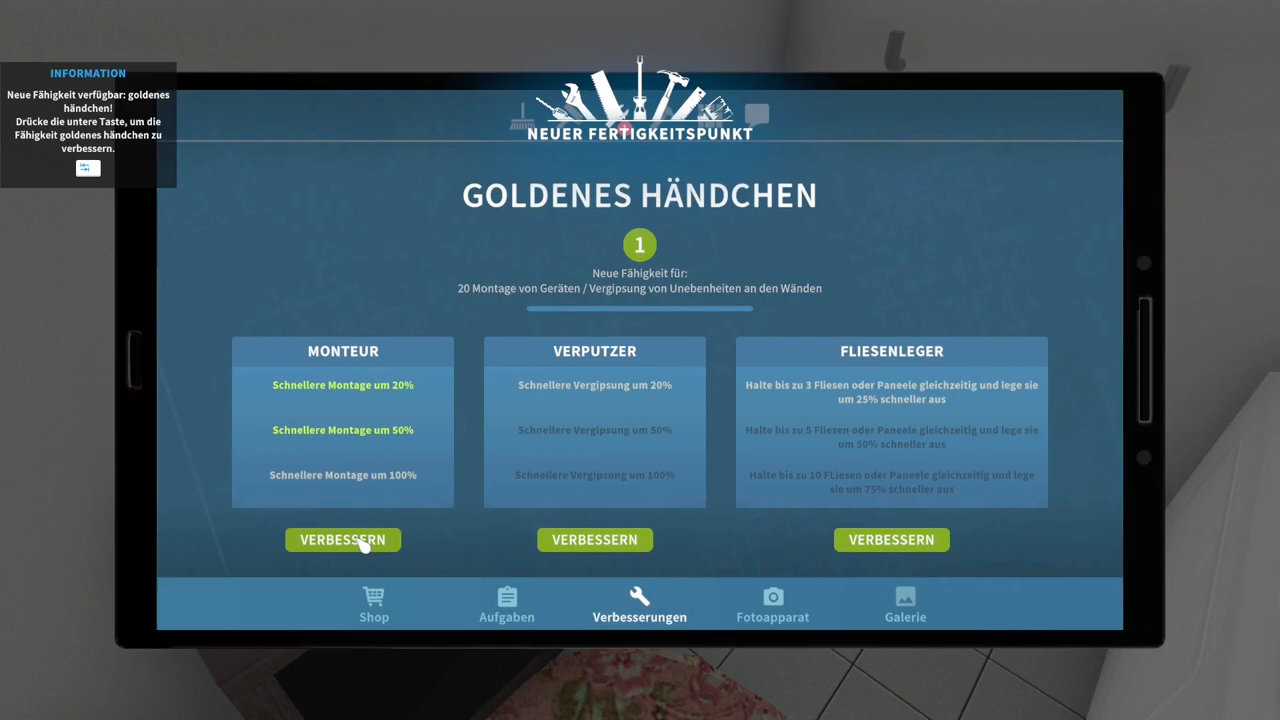 INFORMATION
Neue Fähigkeit verfügbar: goldenes
händchen!
Drücke die untere Taste, um die
Fähigkeit goldenes händchen zu
verbessern.
NEUER FERTIGKEITSPUNKT
GOLDENES HÄNDCHEN
1
Neue Fähigkeit für:
20 Montage von Geräten / Vergipsung von Unebenheiten an den Wänden
MONTEUR
Schnellere Montage um 20%
Schnellere Montage um 50%
Schnellere Montage um 100%
VERBESSERN
VERPUTZER
Schnellere Vergipsung um 20%
Schnellere Vergipsung um 50%
Schnellere Vergipsung um 100%
VERBESSERN
FLIESENLEGER
Halte bis zu 3 Fliesen oder Paneele gleichzeitig und lege sie
um 25% schneller aus
Halte bis zu 5 Fliesen oder Paneele gleichzeitig und lege sie
um 50% schneller aus
Halte bis zu 10 FLiesen oder Paneele gleichzeitig und lege
sie um 75% schneller aus
VERBESSERN
Shop
Aufgaben
Verbesserungen
Fotoapparat
Galerie